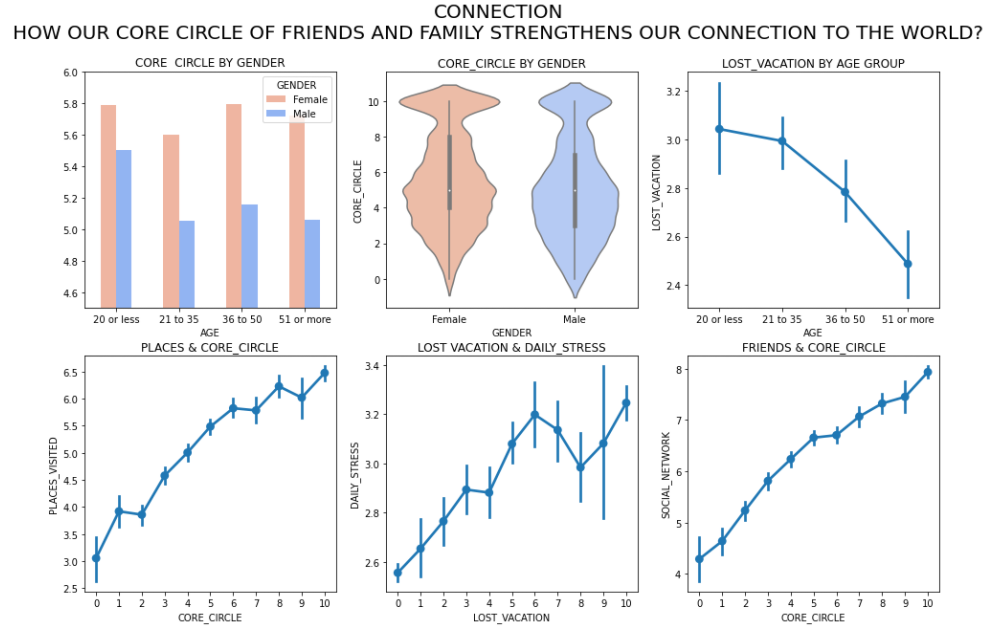 CONNECTION
HOW OUR CORE CIRCLE OF FRIENDS AND FAMILY STRENGTHENS OUR CONNECTION TO THE WORLD?
CORE CIRCLE BY GENDER
6.0
5.8
5.6
5.4
5.2
5.0
4.8
4.6
GENDER
Female
Male
20 or less
21 to 35
36 to 50
51 or more
AGE
CORE_CIRCLE BY GENDER
CORE_CIRCLE
10
8
6
4
2
0
Female
Male
GENDER
LOST_VACATION BY AGE GROUP
LOST_VACATION
3.2
3.0
2.8
2.6
2.4
20 or less
21 to 35
36 to 50
51 or more
AGE
PLACES & CORE_CIRCLE
PLACES_VISITED
6.5
6.0
5.5
5.0
4.5
4.0
3.5
3.0
2.5
0 1 2 3 4 5 6 7 8 9 10
CORE_CIRCLE
LOST VACATION & DAILY_STRESS
DAILY_STRESS
3.4
3.2
3.0
2.8
2.6
0 1 2 3 4 5 6 7 8 9 10
LOST_VACATION
FRIENDS & CORE_CIRCLE
SOCIAL_NETWORK
8
7
6
5
4
0 1 2 3 4 5 6 7 8 9 10
CORE_CIRCLE